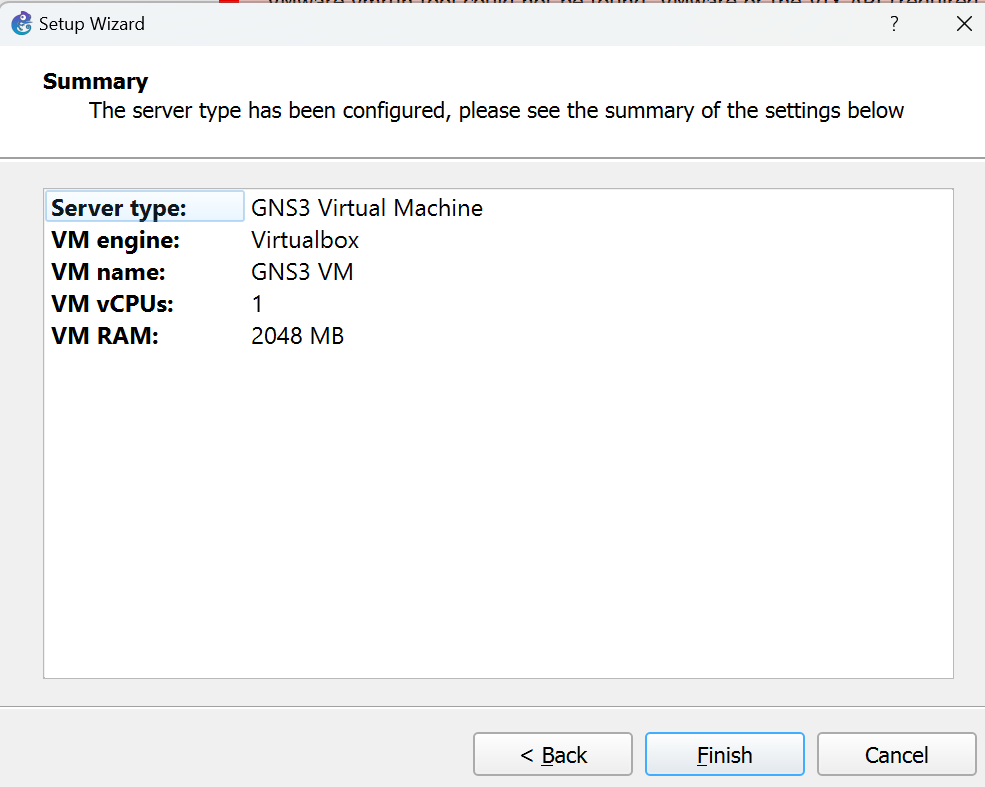 Setup Wizard
?
Summary
The server type has been configured, please see the summary of the settings below
Server type: GNS3 Virtual Machine
VM engine: Virtualbox
VM name: GNS3 VM
VM vCPUs: 1
VM RAM: 2048 MB
< Back Finish Cancel